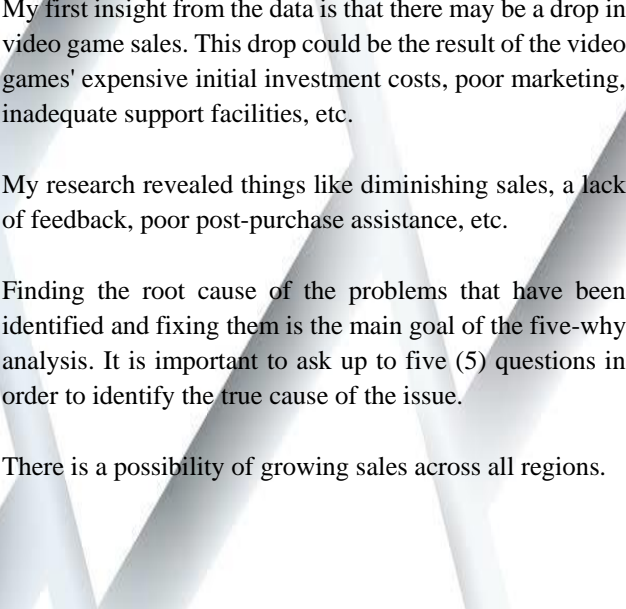 My first insight from the data is that there may be a drop in
video game sales. This drop could be the result of the video
games' expensive initial investment costs, poor marketing,
inadequate support facilities, etc.
My research revealed things like diminishing sales, a lack
of feedback, poor post-purchase assistance, etc.
Finding the root cause of the problems that have been
identified and fixing them is the main goal of the five-why
analysis. It is important to ask up to five (5) questions in
order to identify the true cause of the issue.
There is a possibility of growing sales across all regions.